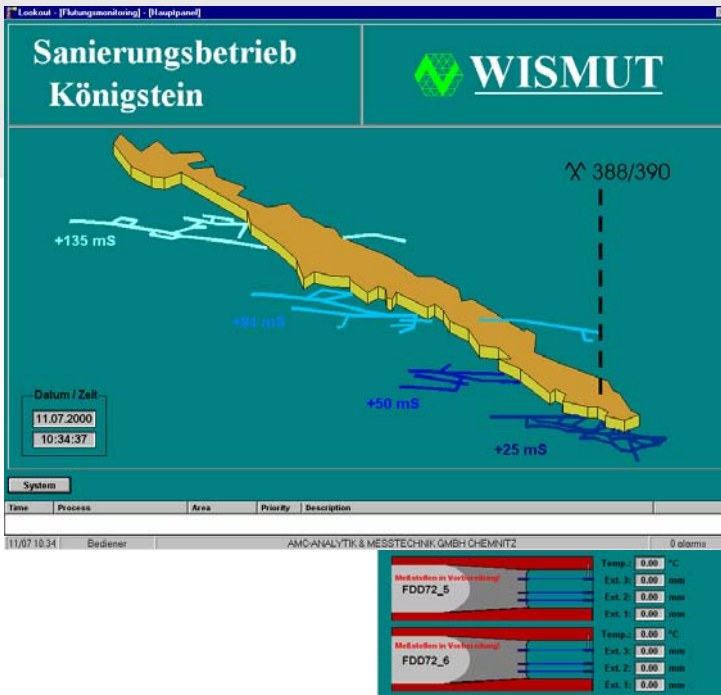 Lookout - [Flutungsmonitoring] - [Hauptpanel]
Sanierungsbetrieb
Königstein
WISMUT
388/390
+135 mS
+94 mS
+50 mS
+25 mS
Datum / Zeit
11.07.2000
10:34:37
System
Time Process Area Priority Description
11/07 10:34 Bediener AMC-ANALYTIK & MESSTECHNIK GMBH CHEMNITZ 0 alarms
Meßstellen in Vorbereitung!
FDD72_5
Temp.: 0.00 °C
Ext. 3: 0.00 mm
Ext. 2: 0.00 mm
Ext. 1: 0.00 mm
Meßstellen in Vorbereitung!
FDD72_6
Temp.: 0.00 °C
Ext. 3: 0.00 mm
Ext. 2: 0.00 mm
Ext. 1: 0.00 mm